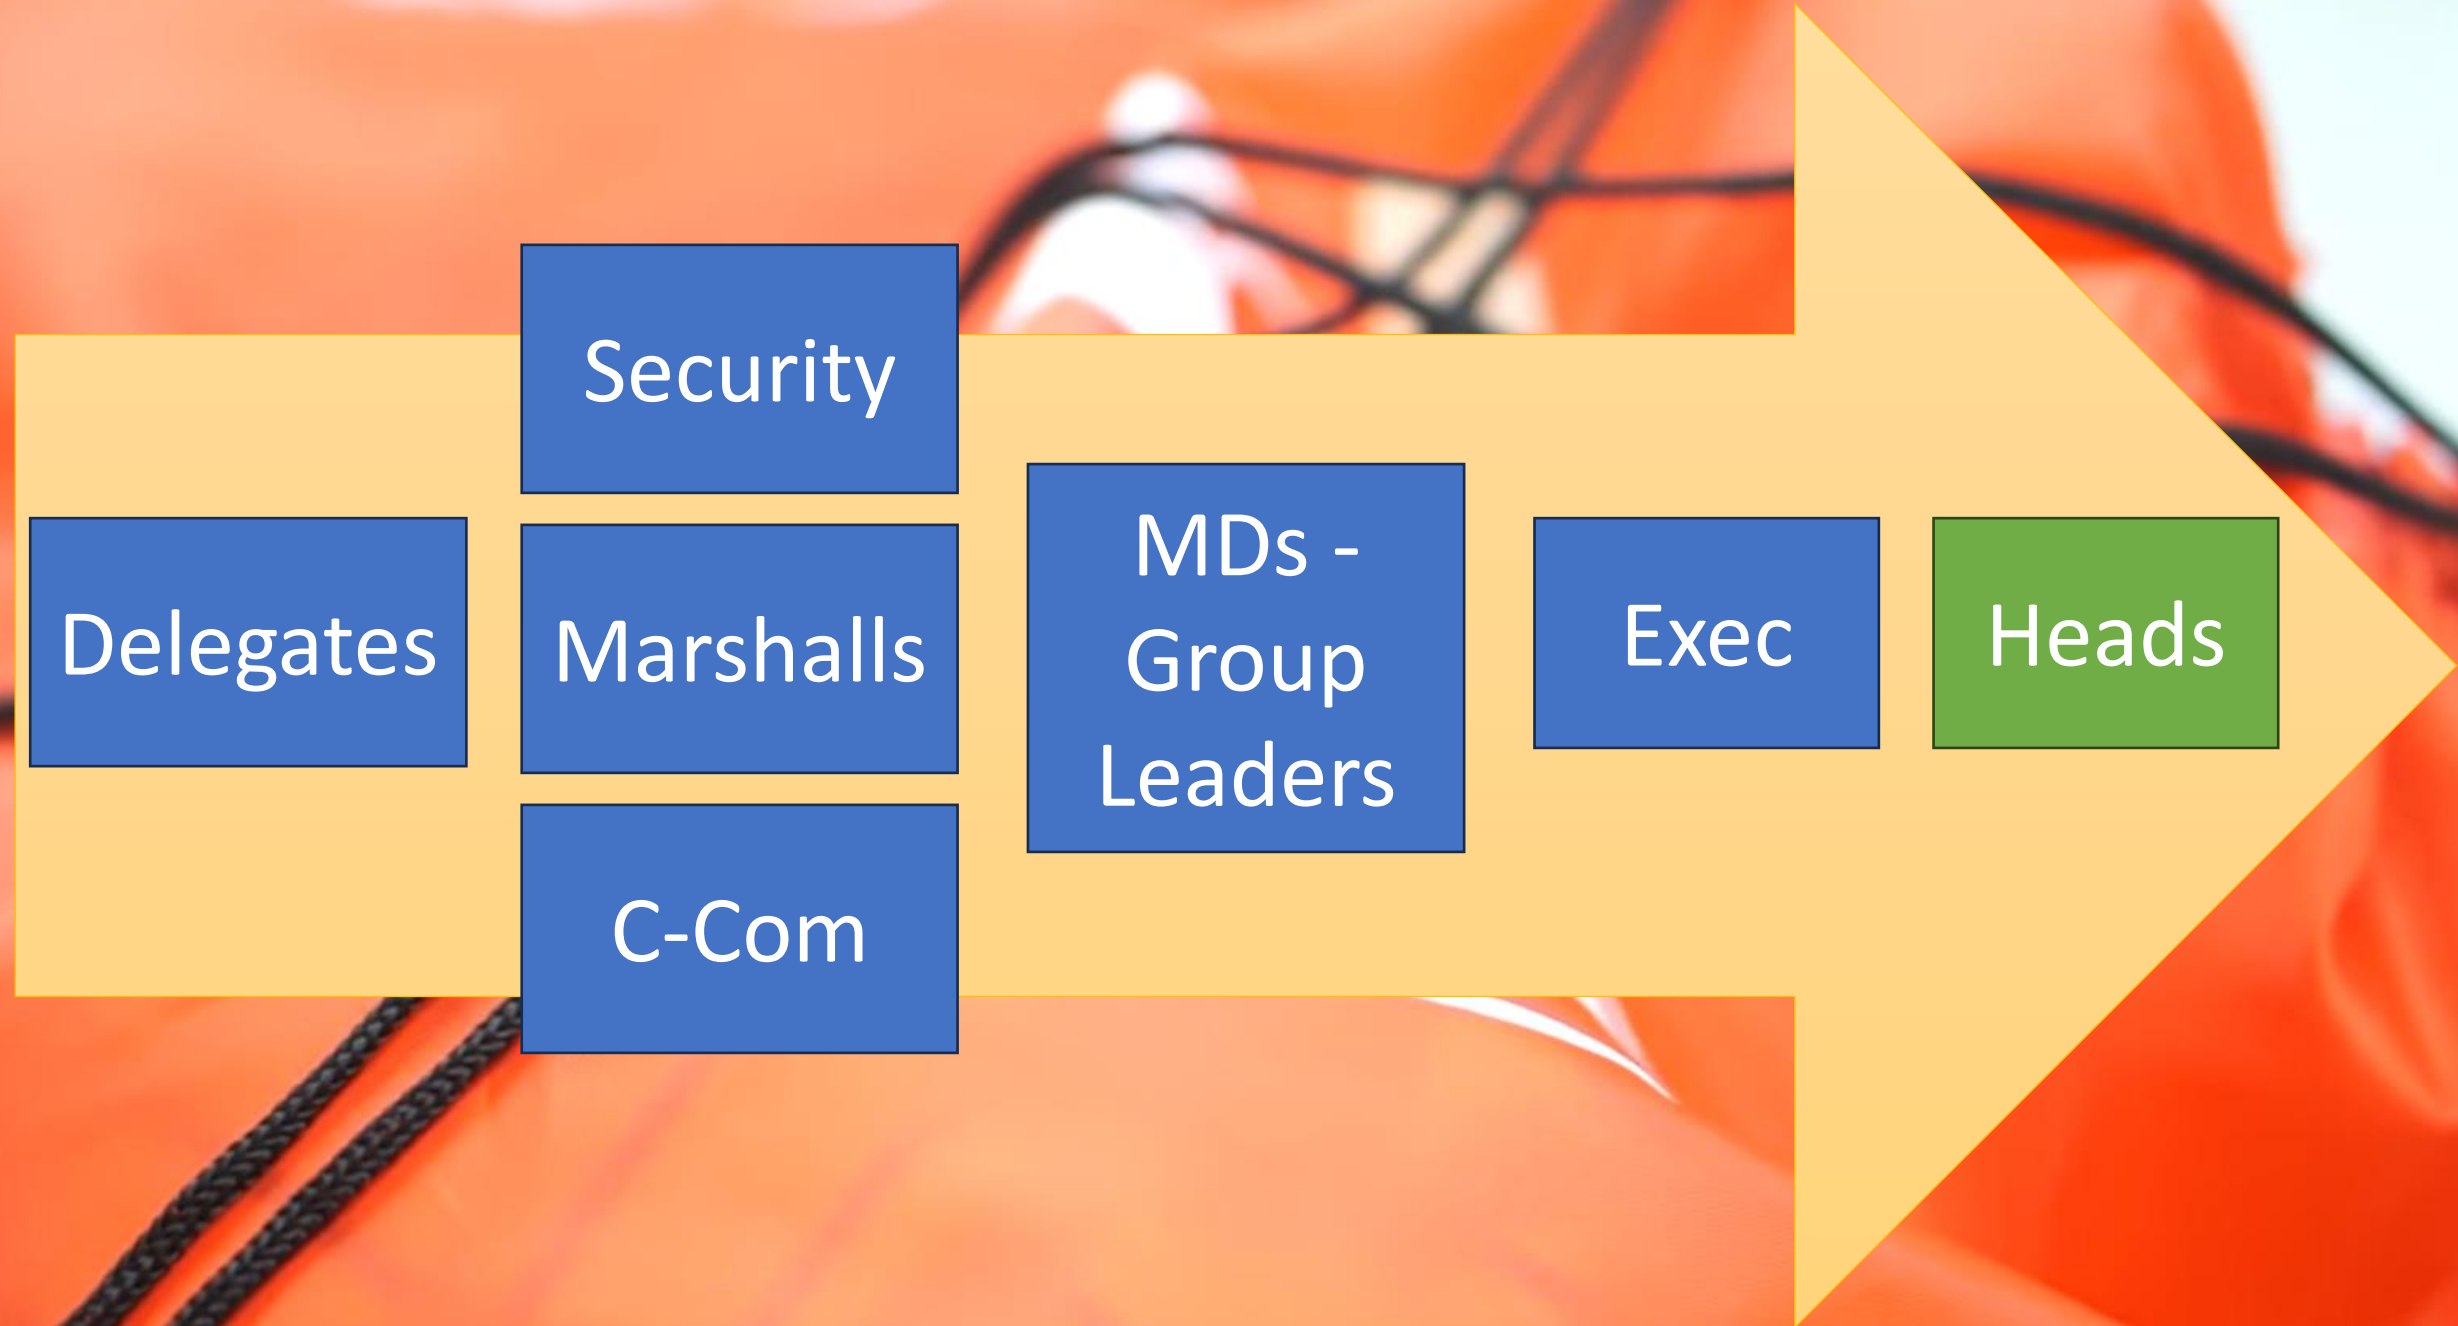 Delegates
Security
Marshalls
C-Com
MDs -
Group
Leaders
Exec
Heads